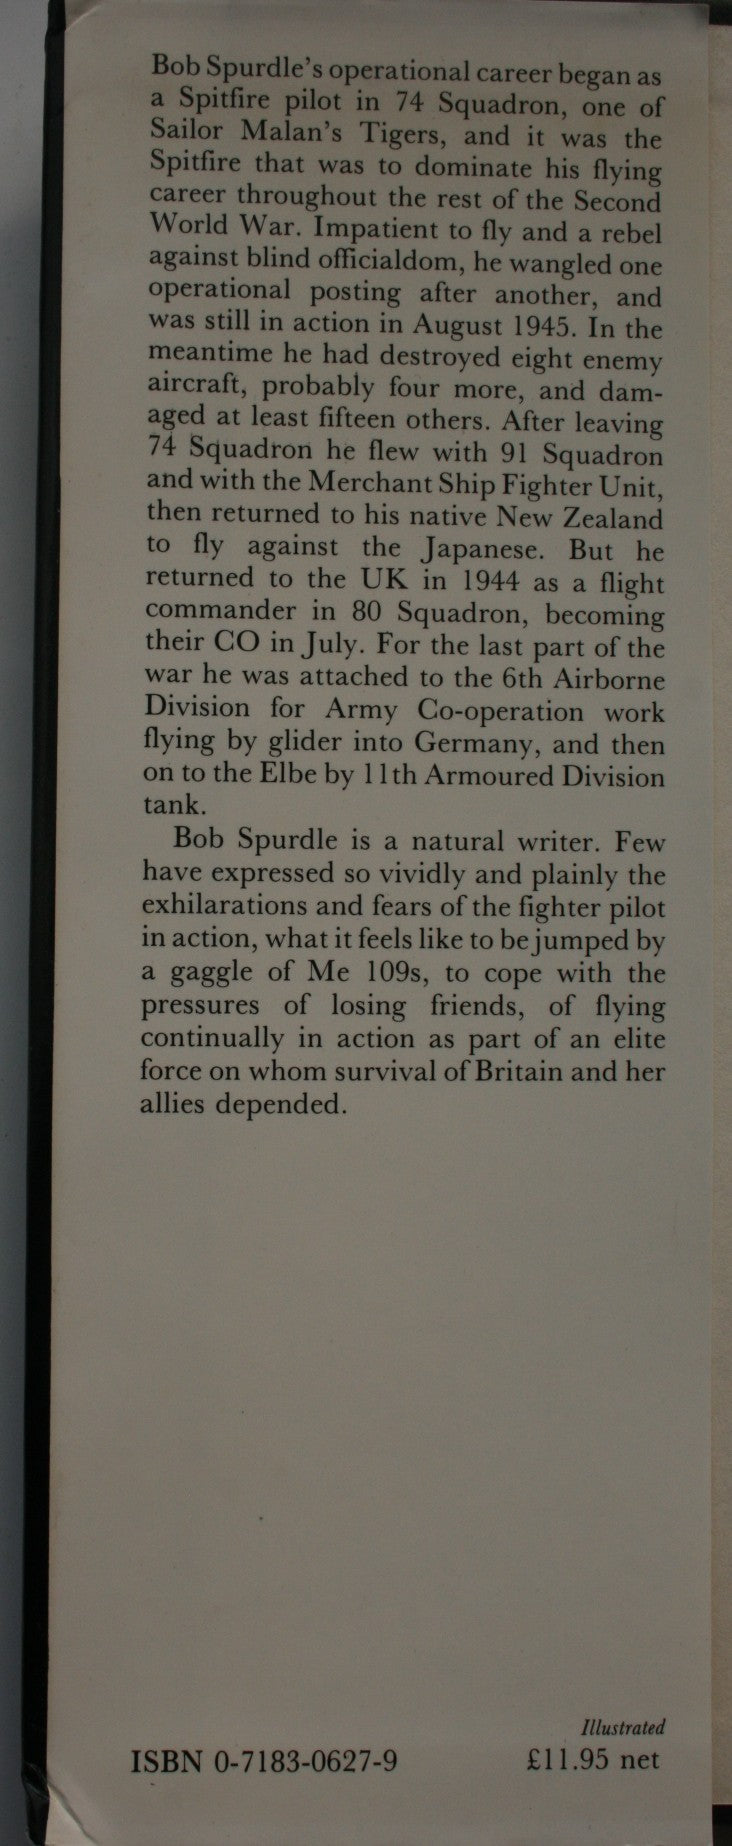 Bob Spurdle's operational career began as
a Spitfire pilot in 74 Squadron, one of
Sailor Malan's Tigers, and it was the
Spitfire that was to dominate his flying
career throughout the rest of the Second
World War. Impatient to fly and a rebel
against blind officialdom, he wangled one
operational posting after another, and
was still in action in August 1945. In the
meantime he had destroyed eight enemy
aircraft, probably four more, and dam-
aged at least fifteen others. After leaving
74 Squadron he flew with 91 Squadron
and with the Merchant Ship Fighter Unit,
then returned to his native New Zealand
to fly against the Japanese. But he
returned to the UK in 1944 as a flight
commander in 80 Squadron, becoming
their CO in July. For the last part of the
war he was attached to the 6th Airborne
Division for Army Co-operation work
flying by glider into Germany, and then
on to the Elbe by 11th Armoured Division
tank.
Bob Spurdle is a natural writer. Few
have expressed so vividly and plainly the
exhilarations and fears of the fighter pilot
in action, what it feels like to be jumped by
a gaggle of Me 109s, to cope with the
pressures of losing friends, of flying
continually in action as part of an elite
force on whom survival of Britain and her
allies depended.
Illustrated
ISBN 0-7183-0627-9 £11.95 net